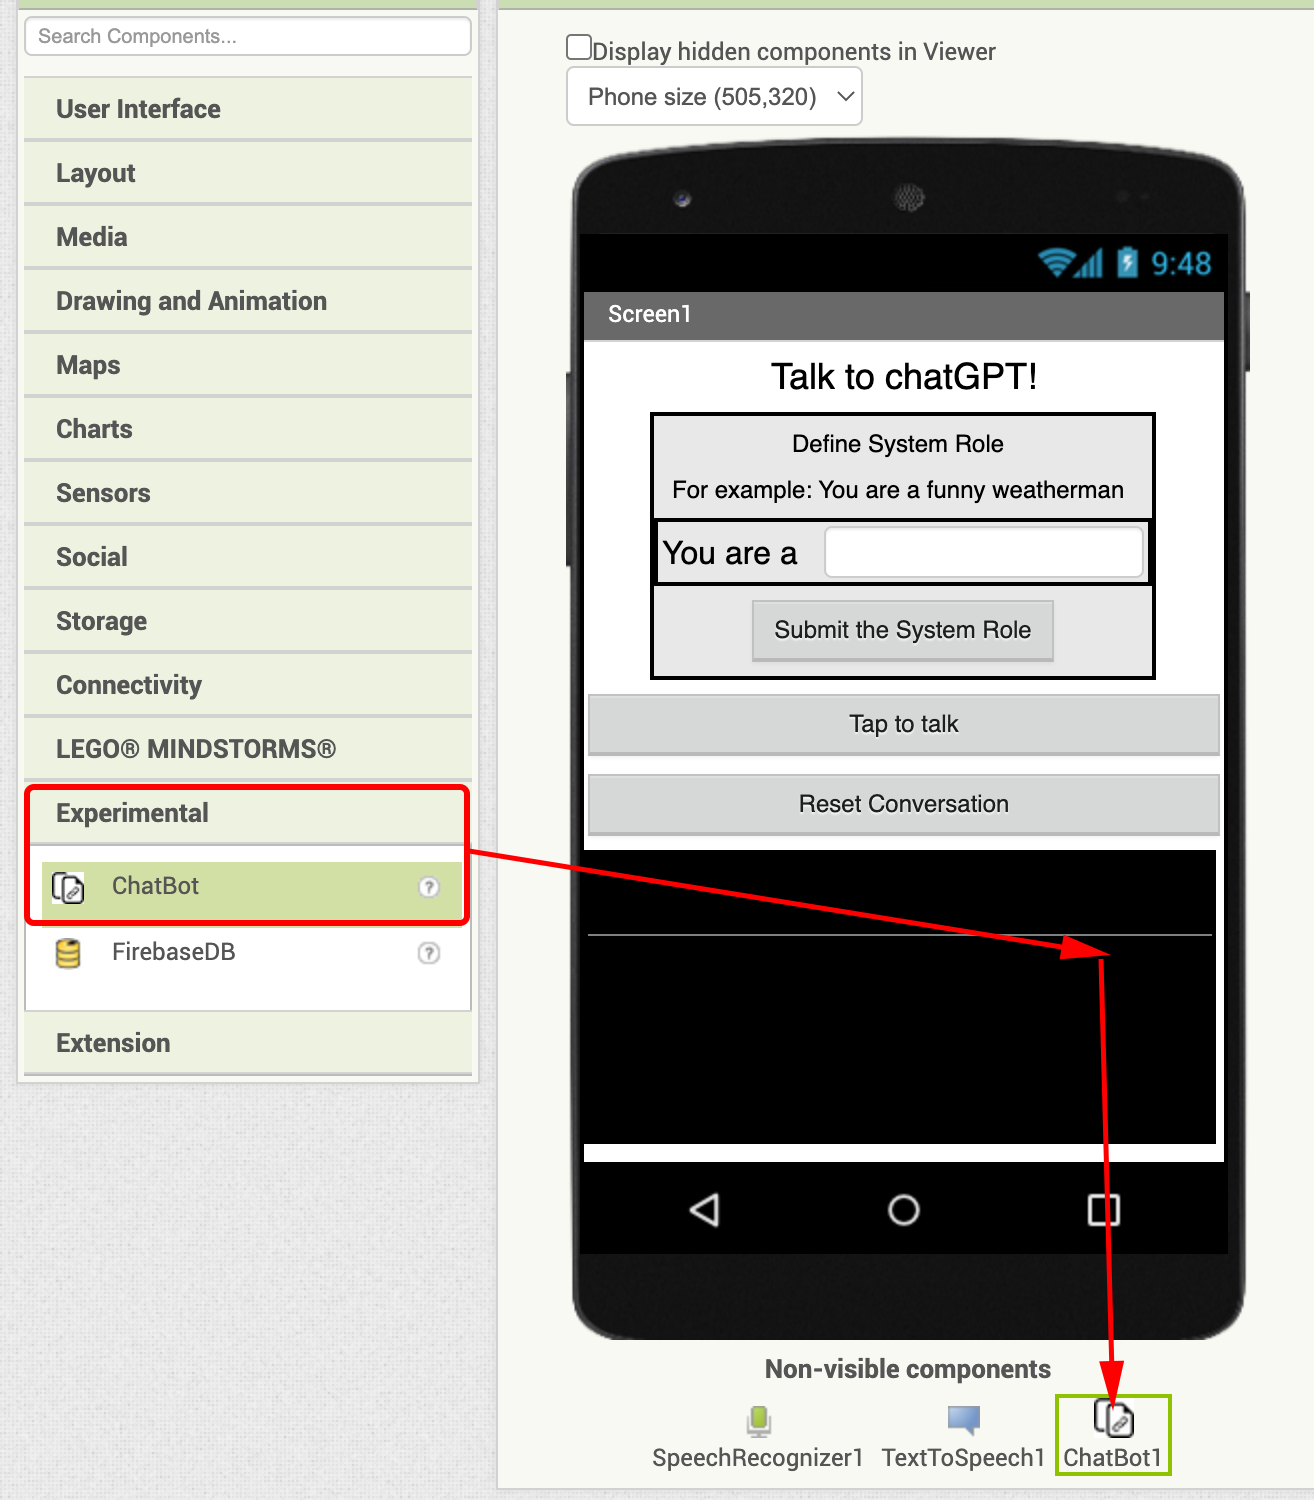 Search Components...
User Interface
Layout
Media
Drawing and Animation
Maps
Charts
Sensors
Social
Storage
Connectivity
LEGO® MINDSTORMS®
Experimental
ChatBot ?
FirebaseDB ?
Extension
Display hidden components in Viewer
Phone size (505,320)
9:48
Screen1
Talk to chatGPT!
Define System Role
For example: You are a funny weatherman
You are a
Submit the System Role
Tap to talk
Reset Conversation
Non-visible components
SpeechRecognizer1 TextToSpeech1 ChatBot1